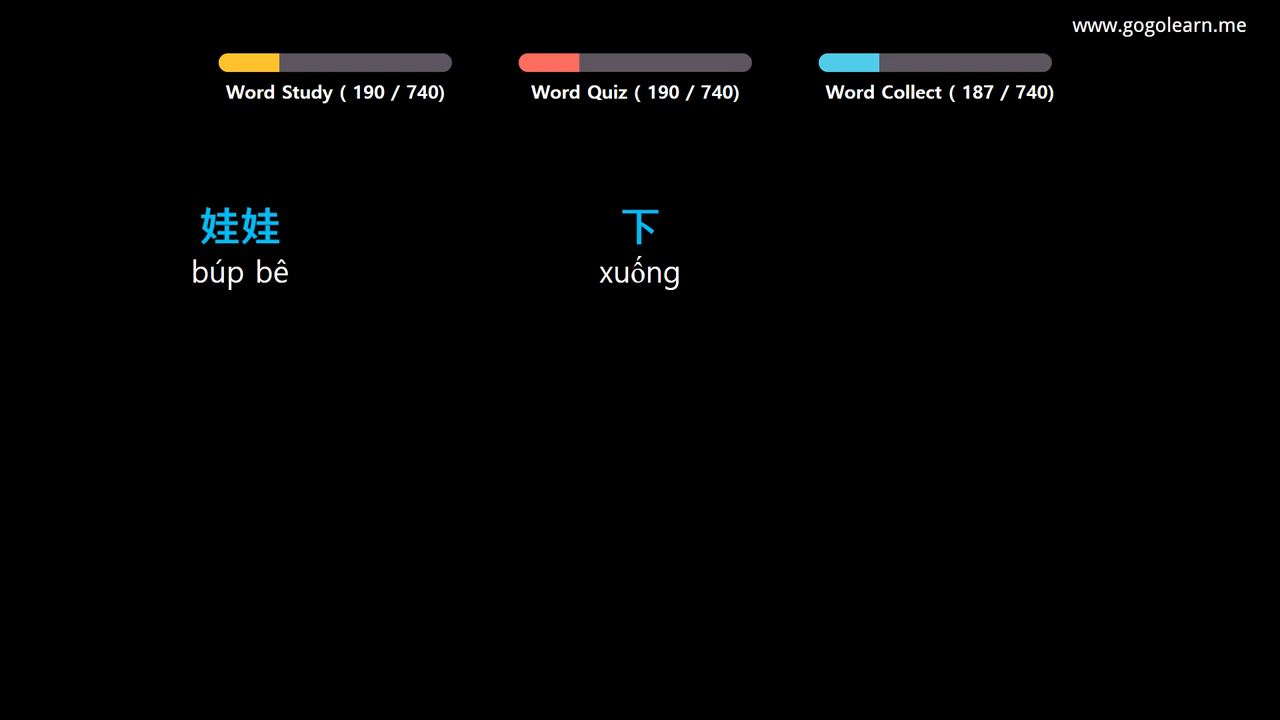 www.gogolearn.me
Word Study ( 190 / 740)
Word Quiz ( 190 / 740)
Word Collect ( 187 / 740)
娃娃
búp bê
下
xuống